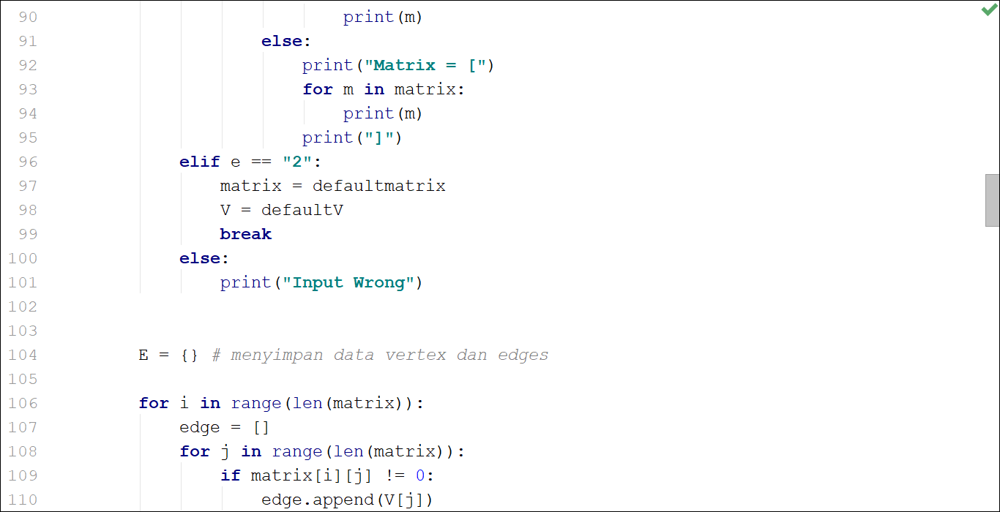 90 print(m)
91 else:
92 print("Matrix = [")
93 for m in matrix:
94 print(m)
95 print("]")
96 elif e == "2":
97 matrix = defaultmatrix
98 V = defaultV
99 break
100 else:
101 print("Input Wrong")
102
103
104 E = {} # menyimpan data vertex dan edges
105
106 for i in range(len(matrix)):
107 edge = []
108 for j in range(len(matrix)):
109 if matrix[i][j] != 0:
110 edge.append(V[j])